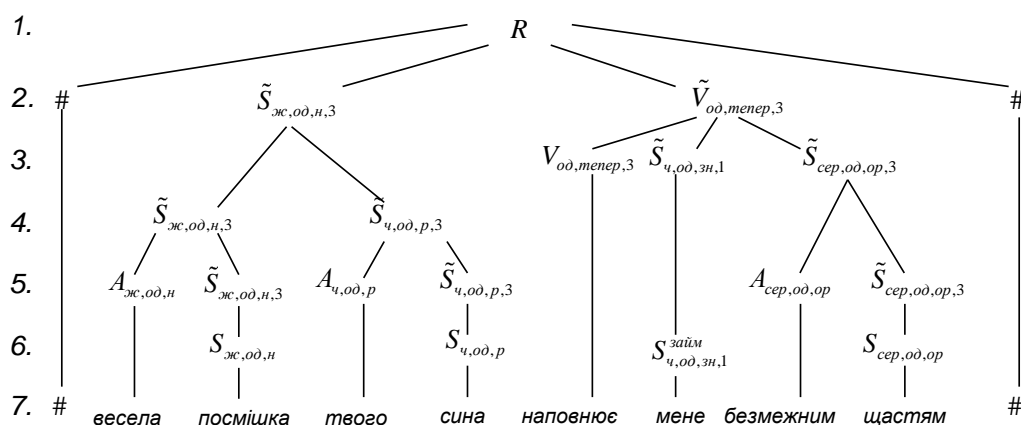 1. R
2. # S̃ж,од,н,3 Ṽод,тепер,3 #
3. Vод,тепер,3 S̃ч,од,зн,1 S̃сер,од,ор,3
4. S̃ж,од,н,3 S̃ч,од,р,3
5. Aж,од,н S̃ж,од,н,3 Aч,од,р S̃ч,од,р,3 Aсер,од,ор S̃сер,од,ор,3
6. Sж,од,н Sч,од,р Sзаймч,од,зн,1 Sсер,од,ор
7. # весела посмішка твого сина наповнює мене безмежним щастям #